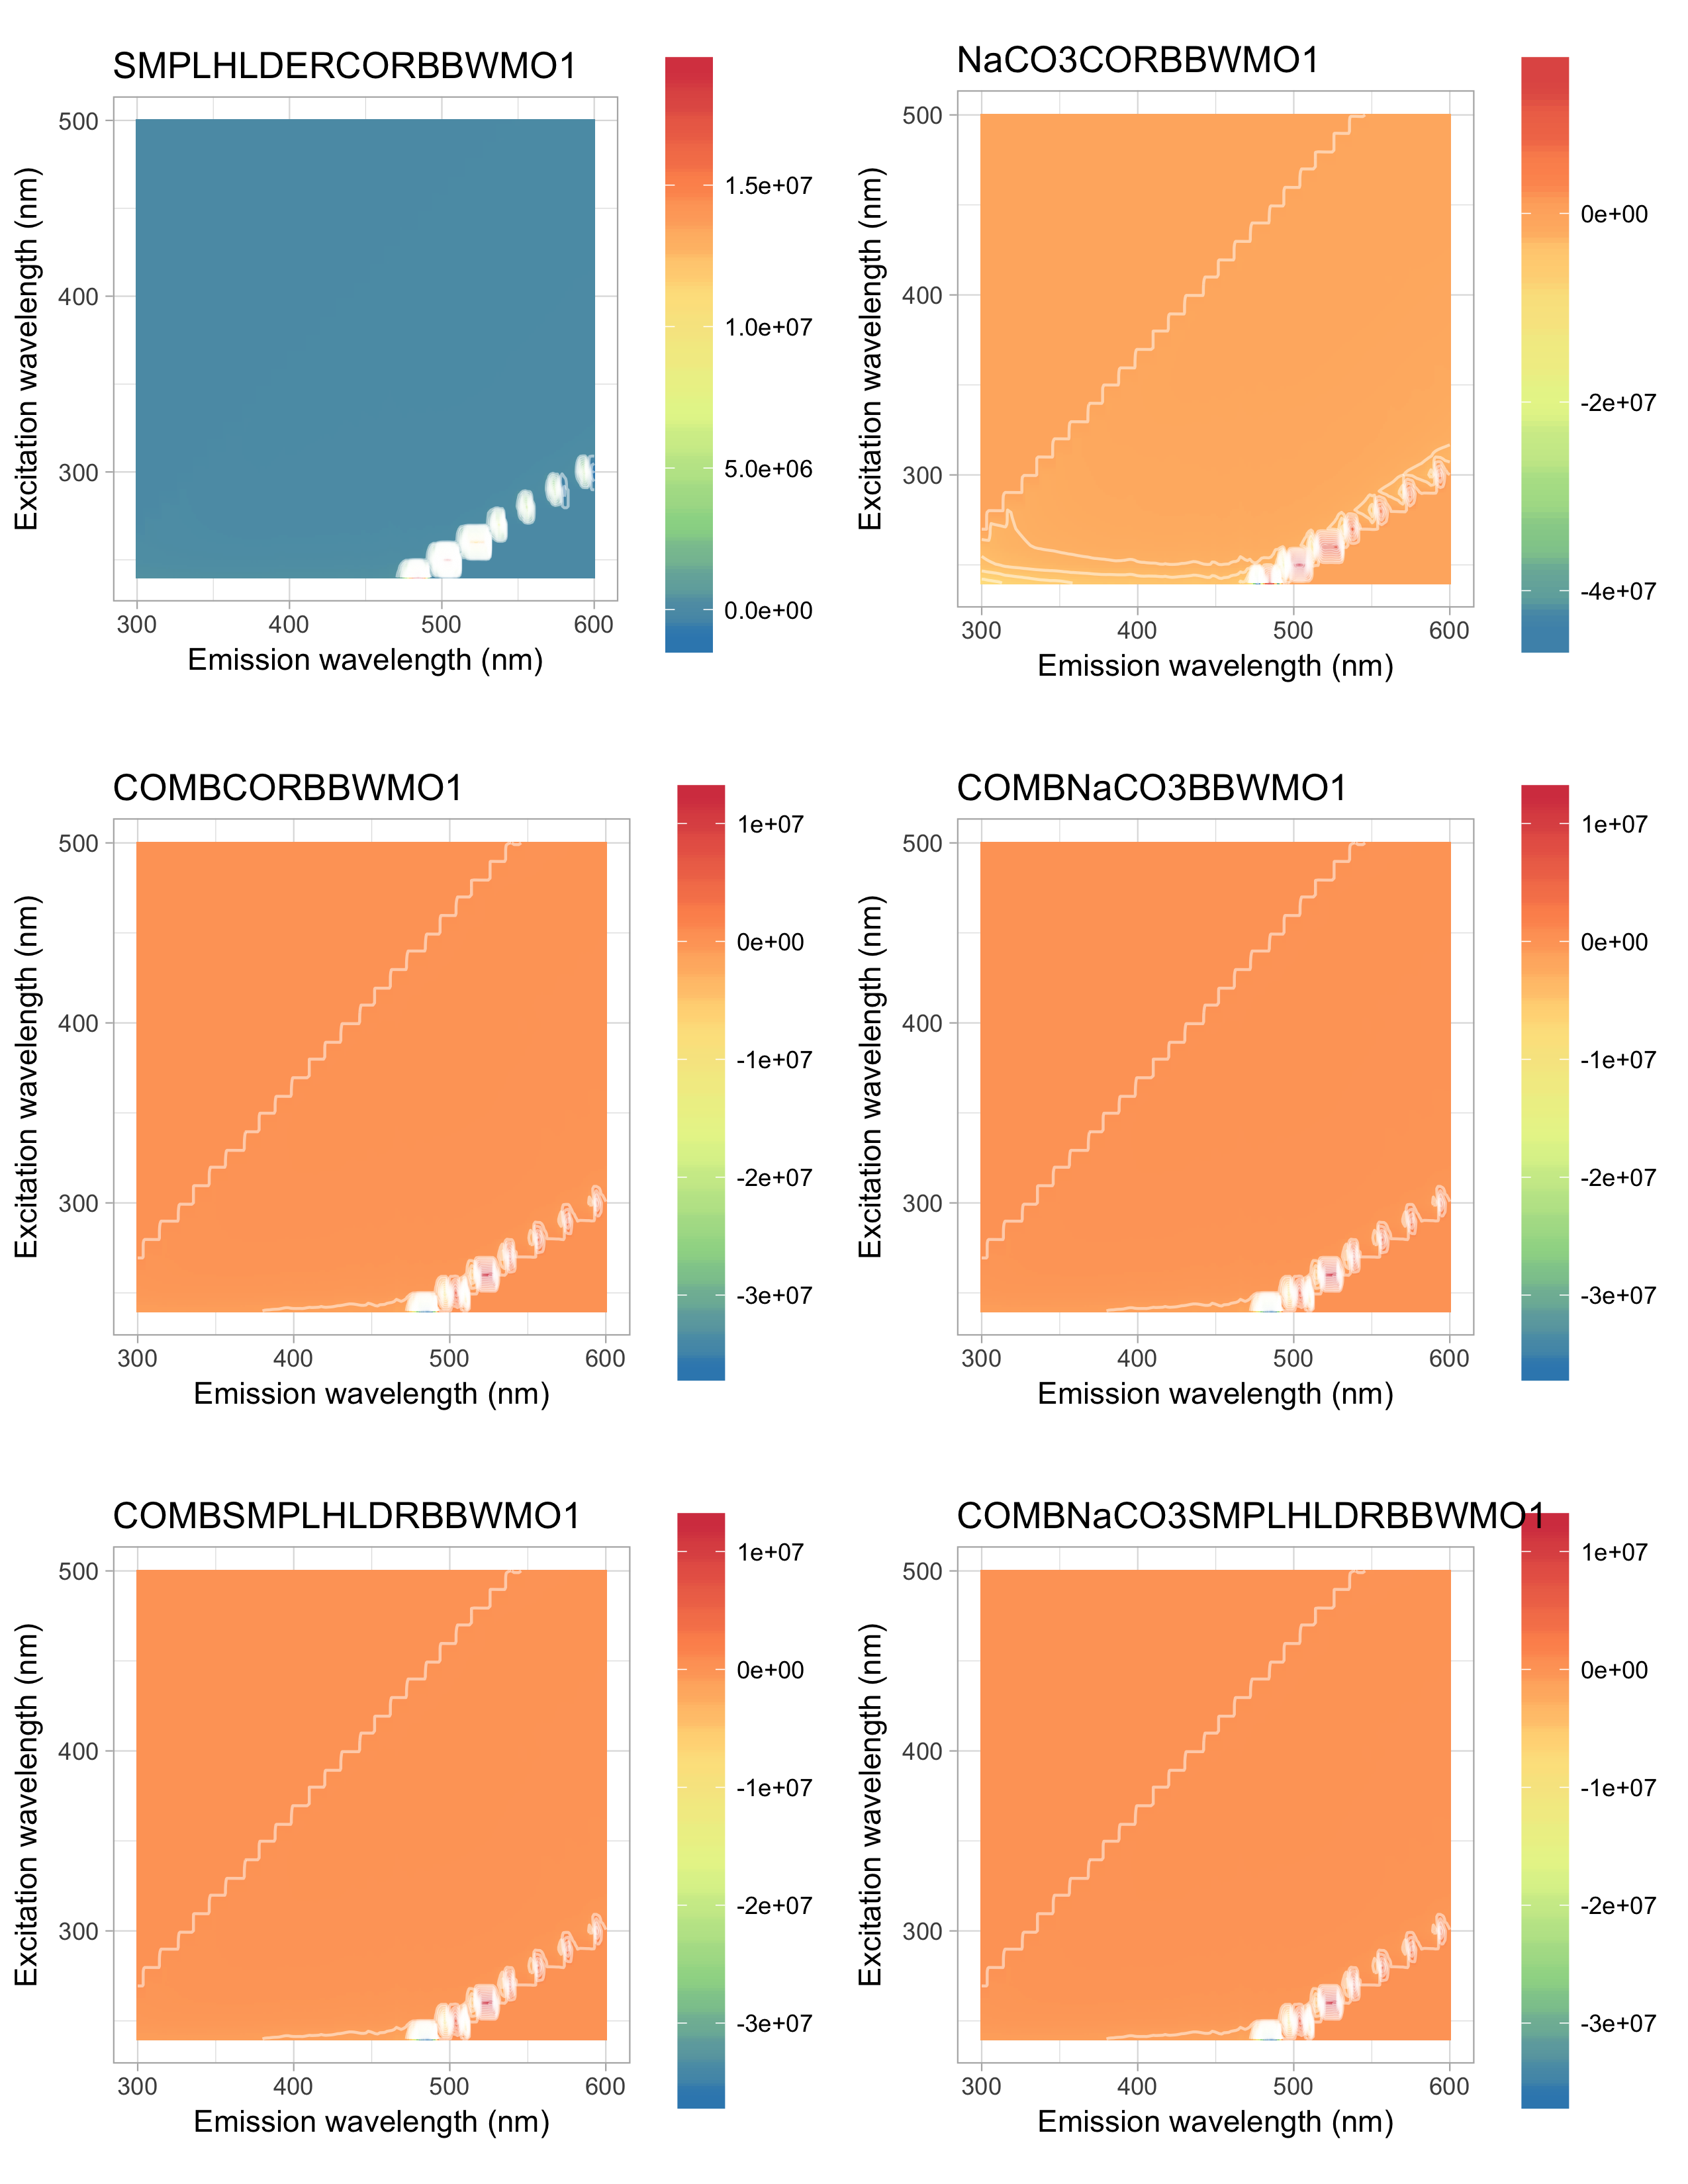 SMPLHLDERCORBBWMO1
500
400
300
300 400 500 600
Excitation wavelength (nm)
Emission wavelength (nm)
1.5e+07
1.0e+07
5.0e+06
0.0e+00
NaCO3CORBBWMO1
500
400
300
300 400 500 600
Excitation wavelength (nm)
Emission wavelength (nm)
0e+00
-2e+07
-4e+07
COMBCORBBWMO1
500
400
300
300 400 500 600
Excitation wavelength (nm)
Emission wavelength (nm)
1e+07
0e+00
-1e+07
-2e+07
-3e+07
COMBNaCO3BBWMO1
500
400
300
300 400 500 600
Excitation wavelength (nm)
Emission wavelength (nm)
1e+07
0e+00
-1e+07
-2e+07
-3e+07
COMBSMPLHLDRBBWMO1
500
400
300
300 400 500 600
Excitation wavelength (nm)
Emission wavelength (nm)
1e+07
0e+00
-1e+07
-2e+07
-3e+07
COMBNaCO3SMPLHLDRBBWMO1
500
400
300
300 400 500 600
Excitation wavelength (nm)
Emission wavelength (nm)
1e+07
0e+00
-1e+07
-2e+07
-3e+07